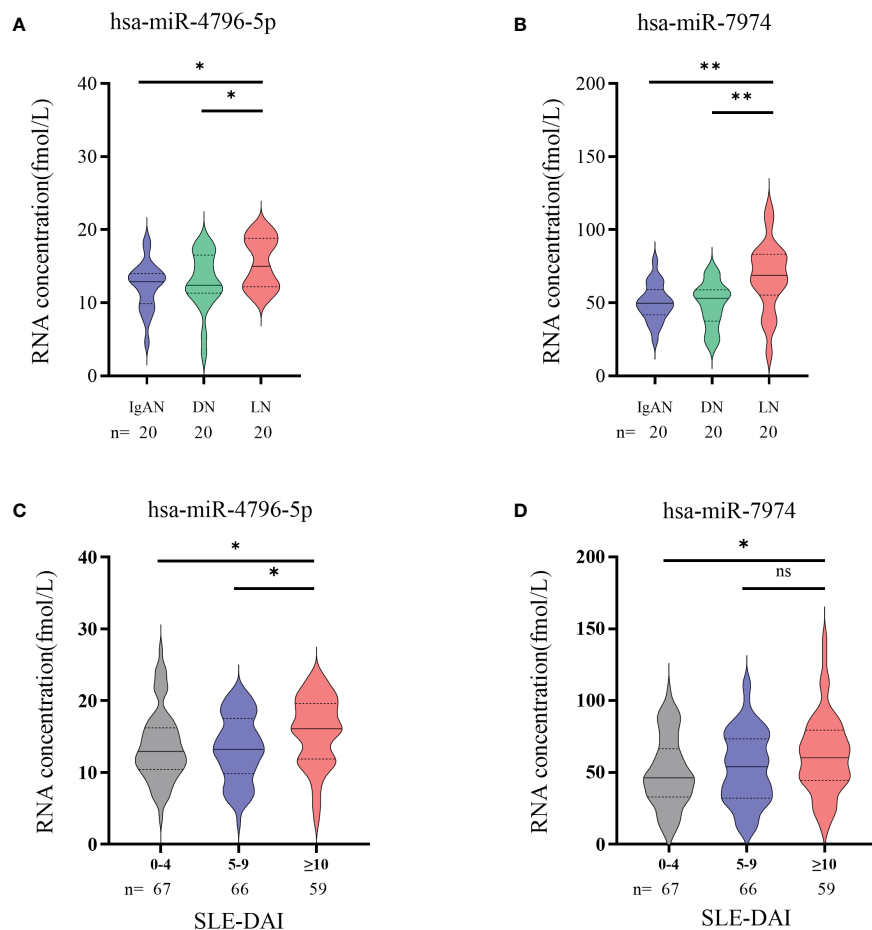 A
hsa-miR-4796-5p
*
*
RNA concentration(fmol/L)
40
30
20
10
0
IgAN DN LN
n= 20 20 20
B
hsa-miR-7974
**
**
RNA concentration(fmol/L)
200
150
100
50
0
IgAN DN LN
n= 20 20 20
C
hsa-miR-4796-5p
*
*
RNA concentration(fmol/L)
40
30
20
10
0
0-4 5-9 ≥10
n= 67 66 59
SLE-DAI
D
hsa-miR-7974
*
ns
RNA concentration(fmol/L)
200
150
100
50
0
0-4 5-9 ≥10
n= 67 66 59
SLE-DAI